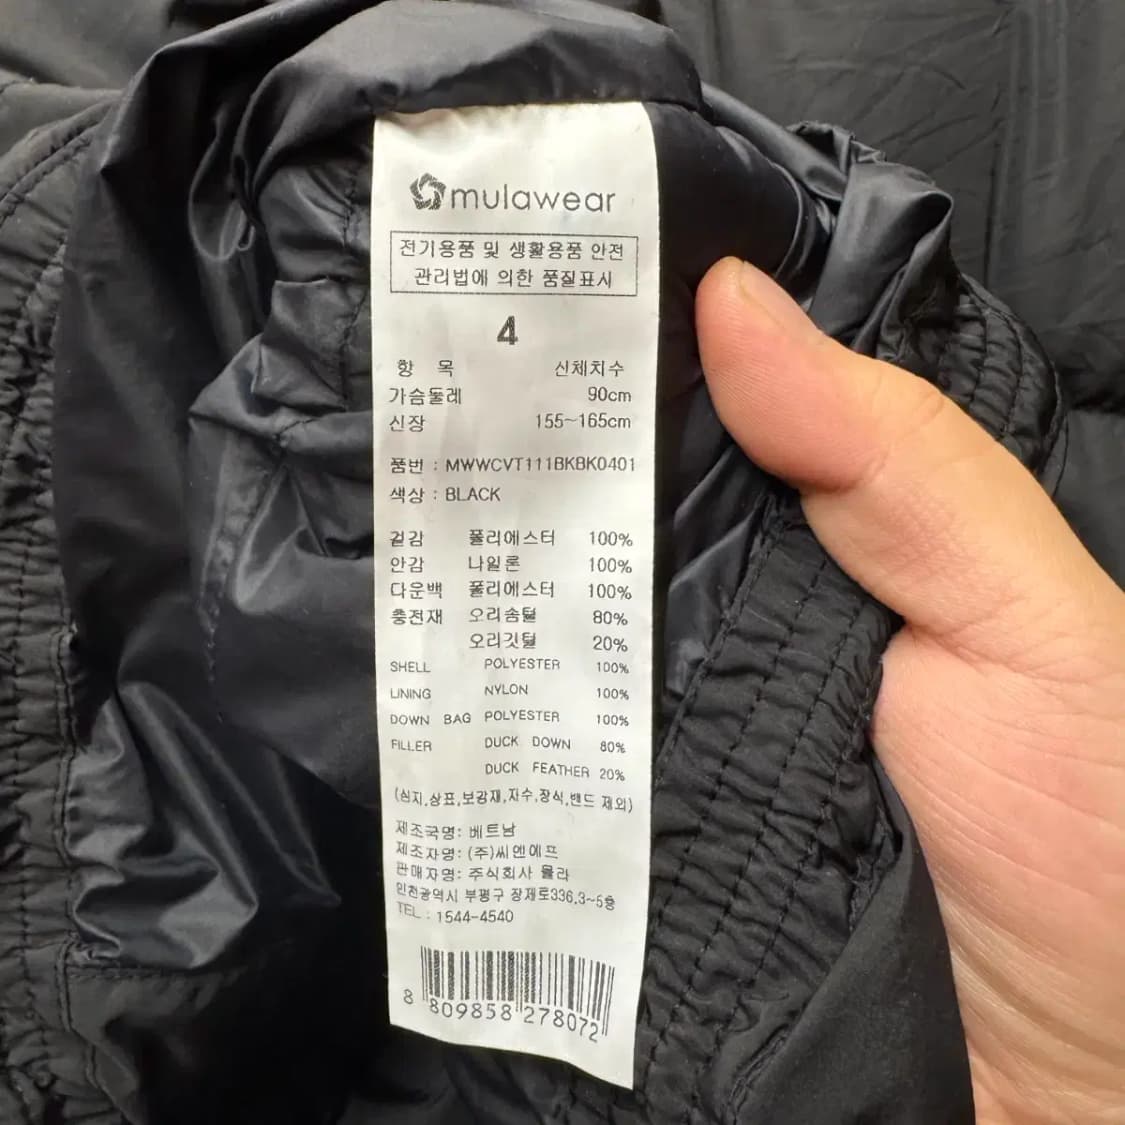 mulawear
전기용품 및 생활용품 안전
관리법에 의한 품질표시
4
항 목 신체치수
가슴둘레 90cm
신장 155~165cm
품번 : MWWCVT111BKBK0401
색상 : BLACK
겉감 폴리에스터 100%
안감 나일론 100%
다운백 폴리에스터 100%
충전재 오리솜털 80%
오리깃털 20%
SHELL POLYESTER 100%
LINING NYLON 100%
DOWN BAG POLYESTER 100%
FILLER DUCK DOWN 80%
DUCK FEATHER 20%
(심지,상표,보강재,자수,장식,밴드 제외)
제조국명: 베트남
제조자명: (주)씨엔에프
판매자명: 주식회사 뮬라
인천광역시 부평구 장제로336,3~5층
TEL : 1544-4540
8 809858 278072